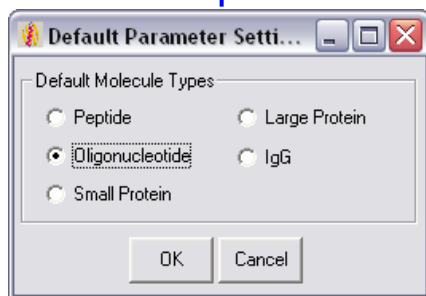 Default Parameter Setti...
Default Molecule Types
Peptide
Large Protein
Oligonucleotide
IgG
Small Protein
OK
Cancel